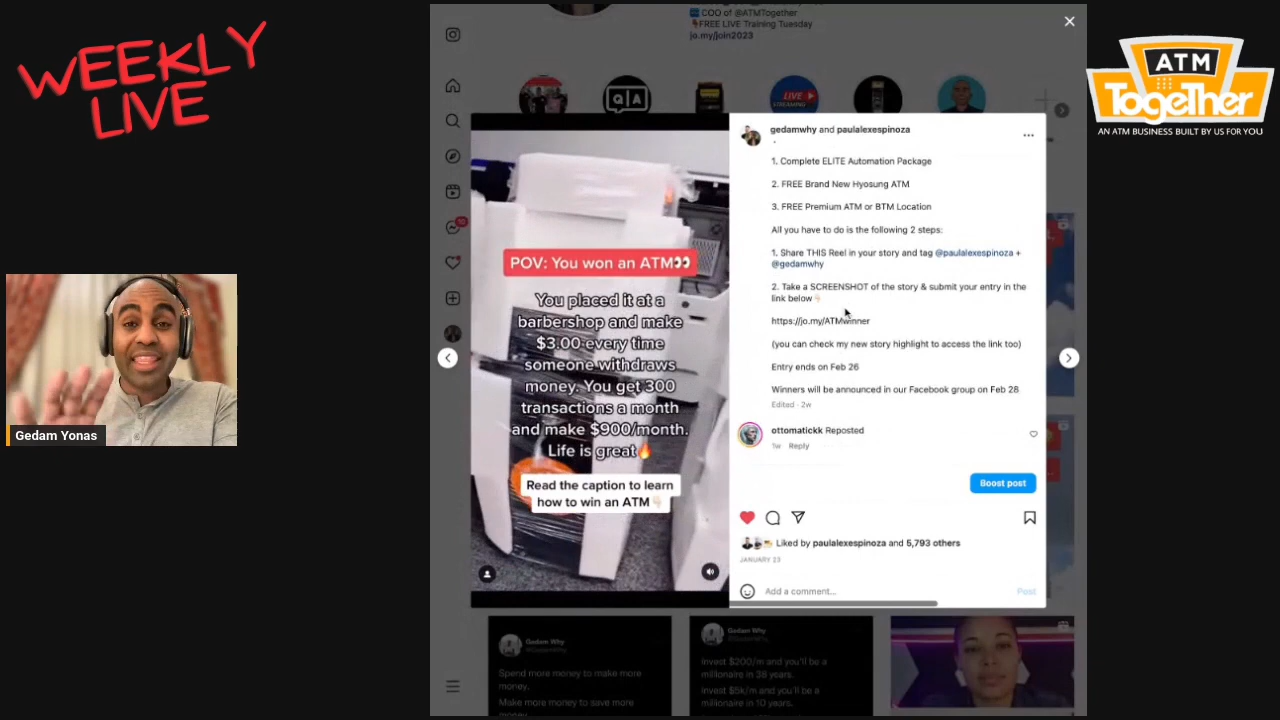 WEEKLY
LIVE
COO of @ATMTogether
FREE LIVE Training Tuesday
jo.my/join2023
Q|A
LIVE
STREAMING
ATM
Together
AN ATM BUSINESS BUILT BY US FOR YOU
gedamwhy and paulalexespinoza
1. Complete ELITE Automation Package
2. FREE Brand New Hyosung ATM
3. FREE Premium ATM or BTM Location
All you have to do is the following 2 steps:
1. Share THIS Reel in your story and tag @paulalexespinoza +
@gedamwhy
2. Take a SCREENSHOT of the story & submit your entry in the
link below👇🏻
https://jo.my/ATMwinner
(you can check my new story highlight to access the link too)
Entry ends on Feb 26
Winners will be announced in our Facebook group on Feb 28
Edited · 2w
ottomatickk Reposted
1w Reply
Boost post
Liked by paulalexespinoza and 5,793 others
JANUARY 23
Add a comment...
Post
POV: You won an ATM👀
You placed it at a
barbershop and make
$3.00 every time
someone withdraws
money. You get 300
transactions a month
and make $900/month.
Life is great🔥
Read the caption to learn
how to win an ATM👇🏻
Gedam Yonas
Gedam Why
Spend more money to make more
money.
Make more money to save more
money.
Gedam Why
Invest $200/m and you'll be a
millionaire in 38 years.
Invest $5k/m and you'll be a
millionaire in 10 years.